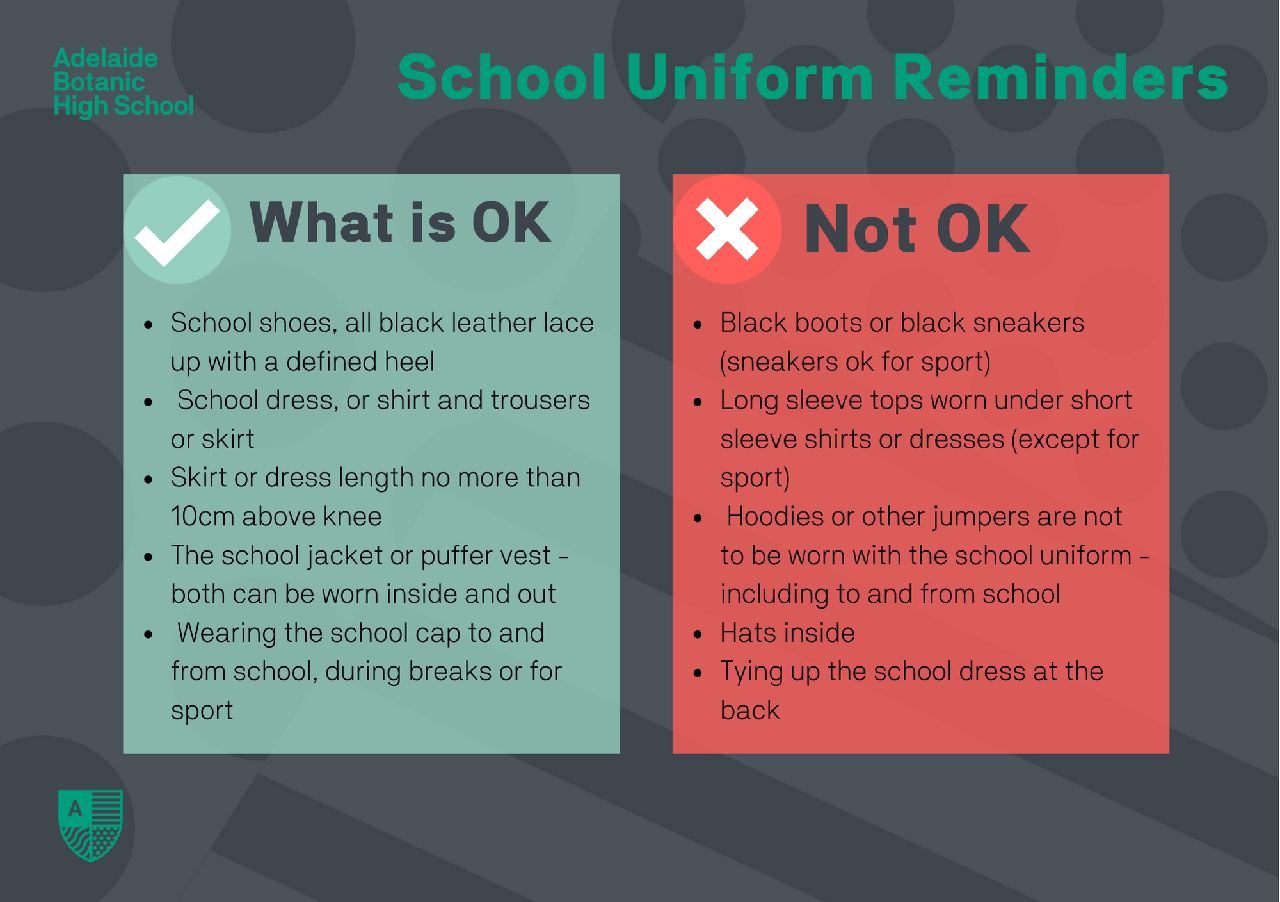 Adelaide
Botanic
High School
School Uniform Reminders
What is OK
• School shoes, all black leather lace
up with a defined heel
• School dress, or shirt and trousers
or skirt
• Skirt or dress length no more than
10cm above knee
• The school jacket or puffer vest -
both can be worn inside and out
• Wearing the school cap to and
from school, during breaks or for
sport
Not OK
• Black boots or black sneakers
(sneakers ok for sport)
• Long sleeve tops worn under short
sleeve shirts or dresses (except for
sport)
• Hoodies or other jumpers are not
to be worn with the school uniform -
including to and from school
• Hats inside
• Tying up the school dress at the
back
A